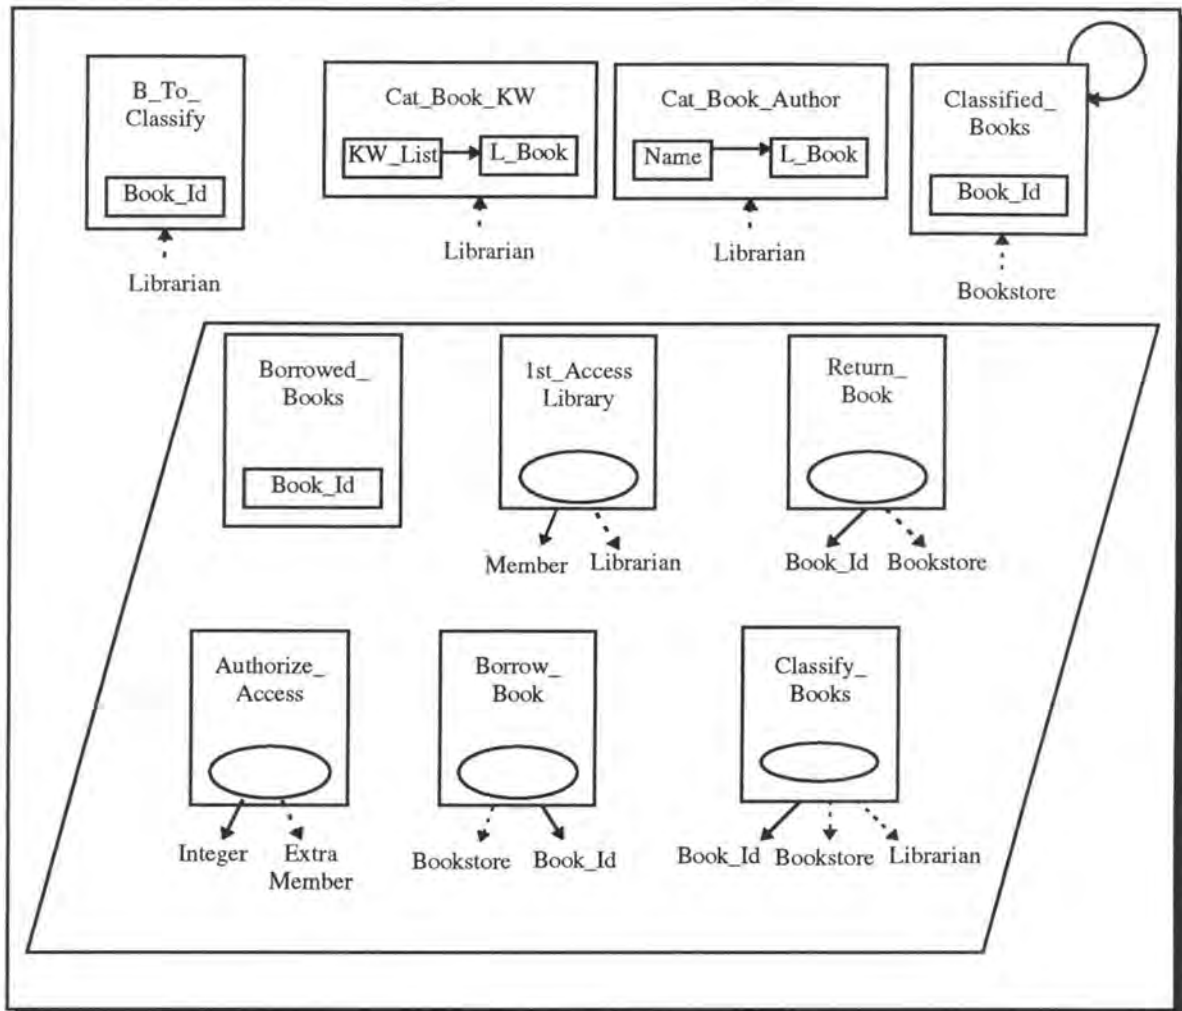 B_To_
Classify
Book_Id
Librarian
Cat_Book_KW
KW_List
L_Book
Librarian
Cat_Book_Author
Name
L_Book
Librarian
Classified_
Books
Book_Id
Bookstore
Borrowed_
Books
Book_Id
1st_Access
Library
Member
Librarian
Return_
Book
Book_Id
Bookstore
Authorize_
Access
Integer
Extra
Member
Borrow_
Book
Bookstore
Book_Id
Classify_
Books
Book_Id
Bookstore
Librarian